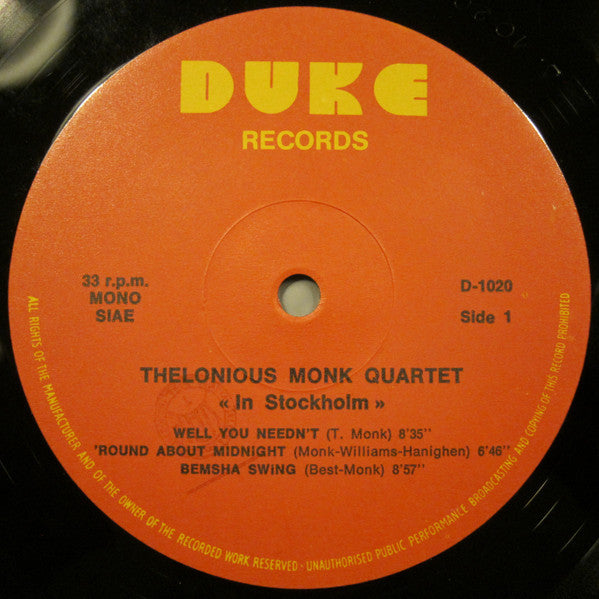 DUKE
RECORDS
33 r.p.m.
MONO
SIAE
D-1020
Side 1
THELONIOUS MONK QUARTET
« In Stockholm »
WELL YOU NEEDN'T (T. Monk) 8'35''
'ROUND ABOUT MIDNIGHT (Monk-Williams-Hanighen) 6'46''
BEMSHA SWiNG (Best-Monk) 8'57''
ALL RIGHTS OF THE MANUFACTURER AND OF THE OWNER OF THE RECORDED WORK RESERVED - UNAUTHORISED PUBLIC PERFORMANCE BROADCASTING AND COPYING OF THIS RECORD PROHIBITED